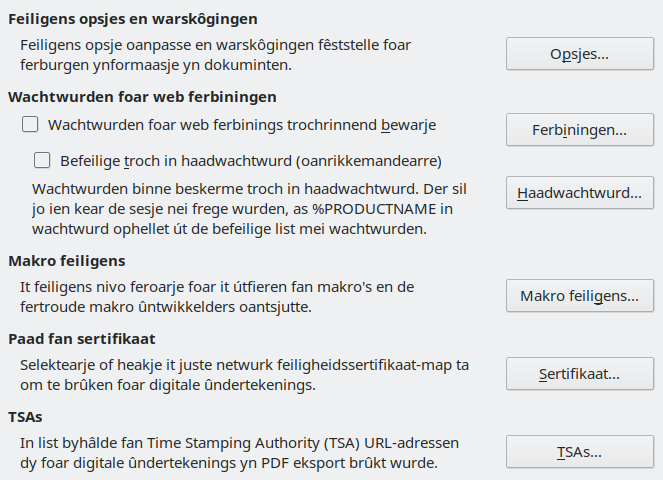 Feiligens opsjes en warskôgingen
Feiligens opsje oanpasse en warskôgingen fêststelle foar
ferburgen ynformaasje yn dokuminten.
Opsjes...
Wachtwurden foar web ferbiningen
Wachtwurden foar web ferbinings trochrinnend bewarje
Ferbiningen...
Befeilige troch in haadwachtwurd (oanrikkemandearre)
Wachtwurden binne beskerme troch in haadwachtwurd. Der sil
jo ien kear de sesje nei frege wurden, as %PRODUCTNAME in
wachtwurd ophellet út de befeilige list mei wachtwurden.
Haadwachtwurd...
Makro feiligens
It feiligens nivo feroarje foar it útfieren fan makro's en de
fertroude makro ûntwikkelders oantsjutte.
Makro feiligens...
Paad fan sertifikaat
Selektearje of heakje it juste netwurk feiligheidssertifikaat-map ta
om te brûken foar digitale ûndertekenings.
Sertifikaat...
TSAs
In list byhâlde fan Time Stamping Authority (TSA) URL-adressen
dy foar digitale ûndertekenings yn PDF eksport brûkt wurde.
TSAs...